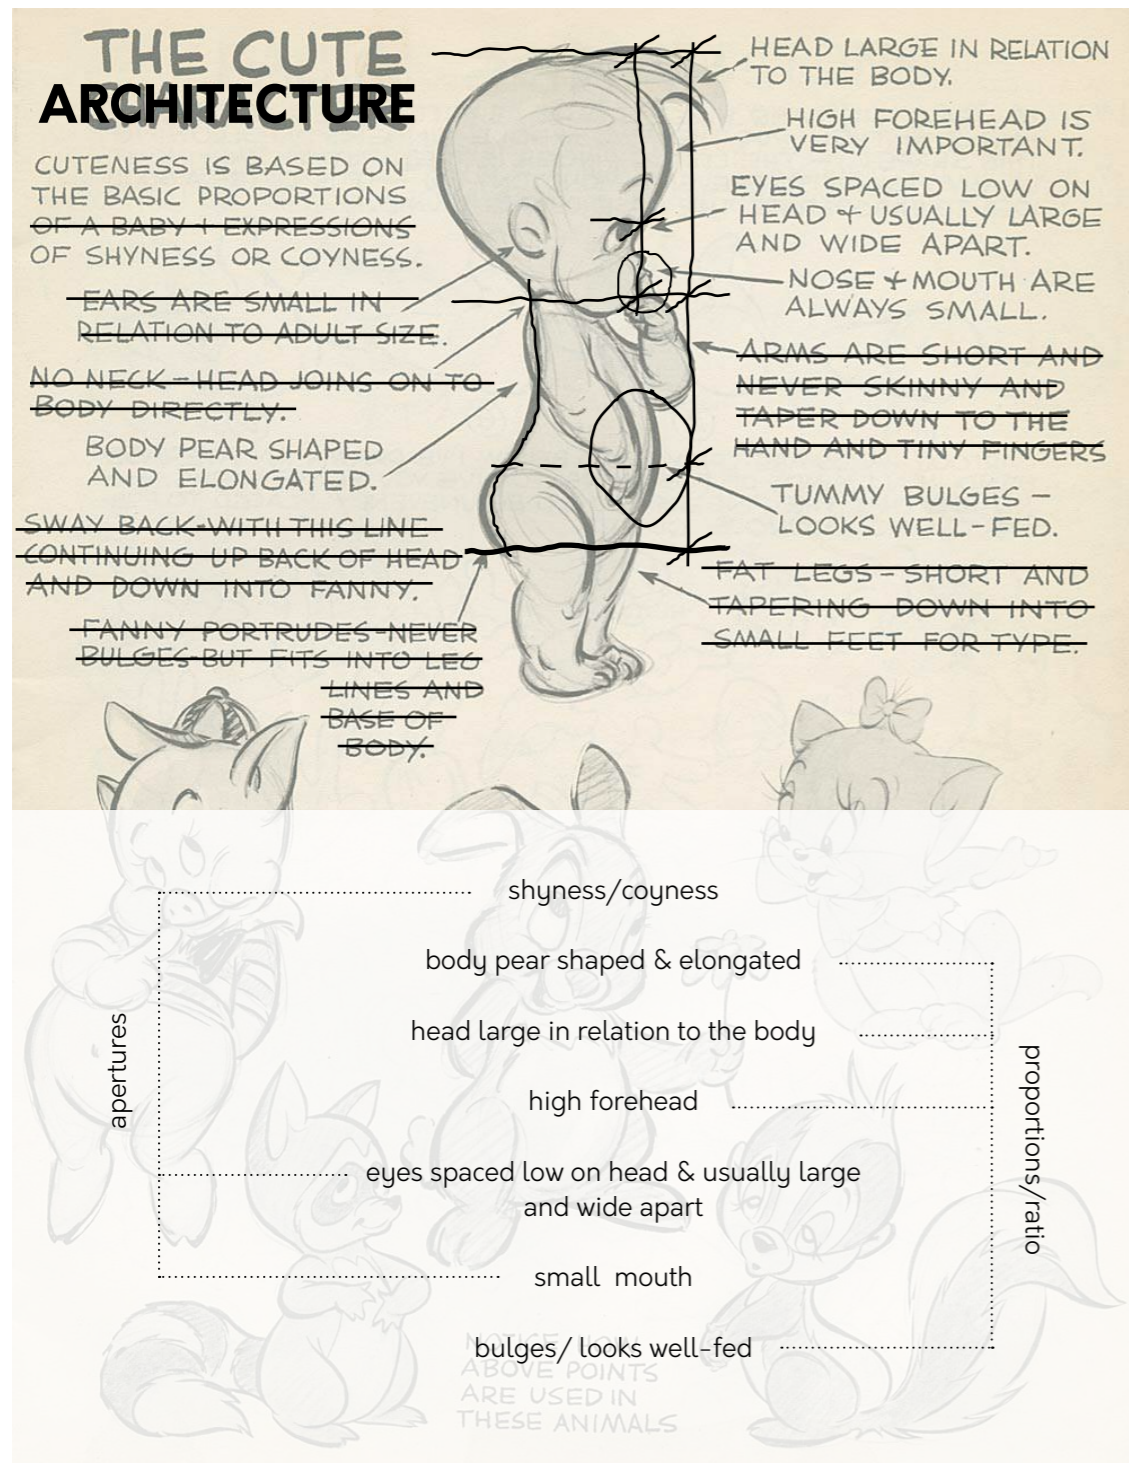 THE CUTE
CHARACTER
ARCHITECTURE
CUTENESS IS BASED ON
THE BASIC PROPORTIONS
OF A BABY + EXPRESSIONS
OF SHYNESS OR COYNESS.
EARS ARE SMALL IN
RELATION TO ADULT SIZE.
NO NECK-HEAD JOINS ON TO
BODY DIRECTLY.
BODY PEAR SHAPED
AND ELONGATED.
SWAY BACK-WITH THIS LINE
CONTINUING UP BACK OF HEAD
AND DOWN INTO FANNY.
FANNY PORTRUDES-NEVER
BULGES-BUT FITS INTO LEG
LINES AND
BASE OF
BODY.
HEAD LARGE IN RELATION
TO THE BODY.
HIGH FOREHEAD IS
VERY IMPORTANT.
EYES SPACED LOW ON
HEAD + USUALLY LARGE
AND WIDE APART.
NOSE + MOUTH ARE
ALWAYS SMALL.
ARMS ARE SHORT AND
NEVER SKINNY AND
TAPER DOWN TO THE
HAND AND TINY FINGERS
TUMMY BULGES -
LOOKS WELL-FED.
FAT LEGS - SHORT AND
TAPERING DOWN INTO
SMALL FEET FOR TYPE.
shyness/coyness
body pear shaped & elongated
head large in relation to the body
high forehead
eyes spaced low on head & usually large
and wide apart
small mouth
bulges/ looks well-fed
apertures
proportions/ratio
NOTICE HOW
ABOVE POINTS
ARE USED IN
THESE ANIMALS